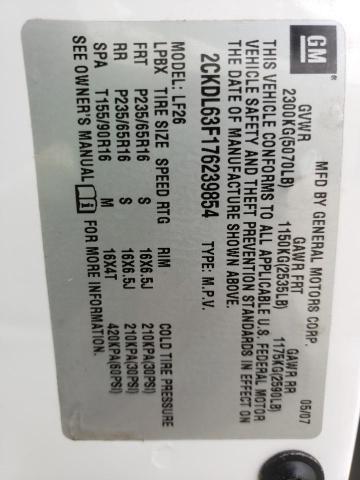 GM
MFD BY GENERAL MOTORS CORP. 05/07
GVWR GAWR FRT GAWR RR
2300KG(5070LB) 1150KG(2535LB) 1175KG(2590LB)
THIS VEHICLE CONFORMS TO ALL APPLICABLE U.S. FEDERAL MOTOR
VEHICLE SAFETY AND THEFT PREVENTION STANDARDS IN EFFECT ON
THE DATE OF MANUFACTURE SHOWN ABOVE.
2CKDL63F176239854 TYPE: M.P.V.
MODEL: LF26
LPBX TIRE SIZE SPEED RTG RIM COLD TIRE PRESSURE
FRT P235/65R16 S 16X6.5J 210KPA(30PSI)
RR P235/65R16 S 16X6.5J 210KPA(30PSI)
SPA T155/90R16 M 16X4T 420KPA(60PSI)
SEE OWNER'S MANUAL i